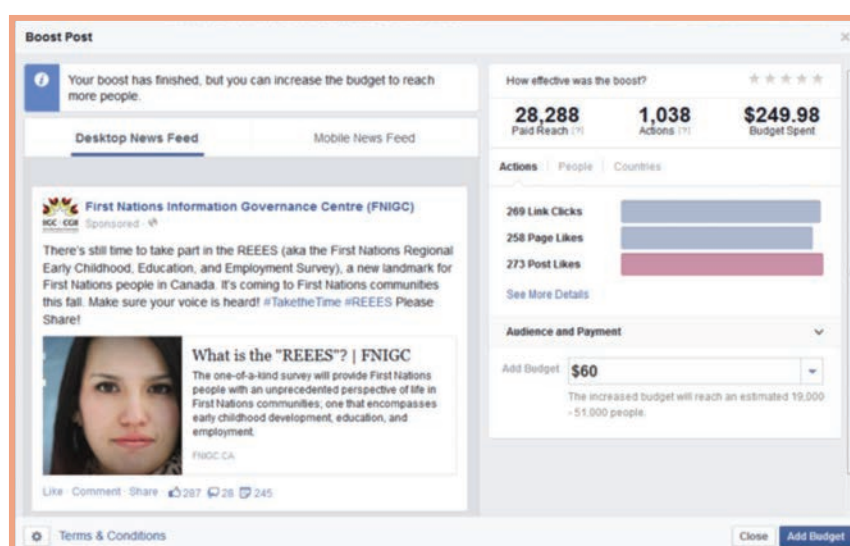 Boost Post
Your boost has finished, but you can increase the budget to reach
more people.
Desktop News Feed
Mobile News Feed
First Nations Information Governance Centre (FNIGC)
Sponsored ·
There's still time to take part in the REEES (aka the First Nations Regional
Early Childhood, Education, and Employment Survey), a new landmark for
First Nations people in Canada. It's coming to First Nations communities
this fall. Make sure your voice is heard! #TaketheTime #REEES Please
Share!
What is the "REEES"? | FNIGC
The one-of-a-kind survey will provide First Nations
people with an unprecedented perspective of life in
First Nations communities; one that encompasses
early childhood development, education, and
employment.
FNIGC.CA
Like · Comment · Share · 287 28 245
How effective was the boost?
28,288 1,038 $249.98
Paid Reach [?] Actions [?] Budget Spent
Actions People Countries
269 Link Clicks
258 Page Likes
273 Post Likes
See More Details
Audience and Payment
Add Budget $60
The increased budget will reach an estimated 19,000
- 51,000 people.
Terms & Conditions
Close Add Budget